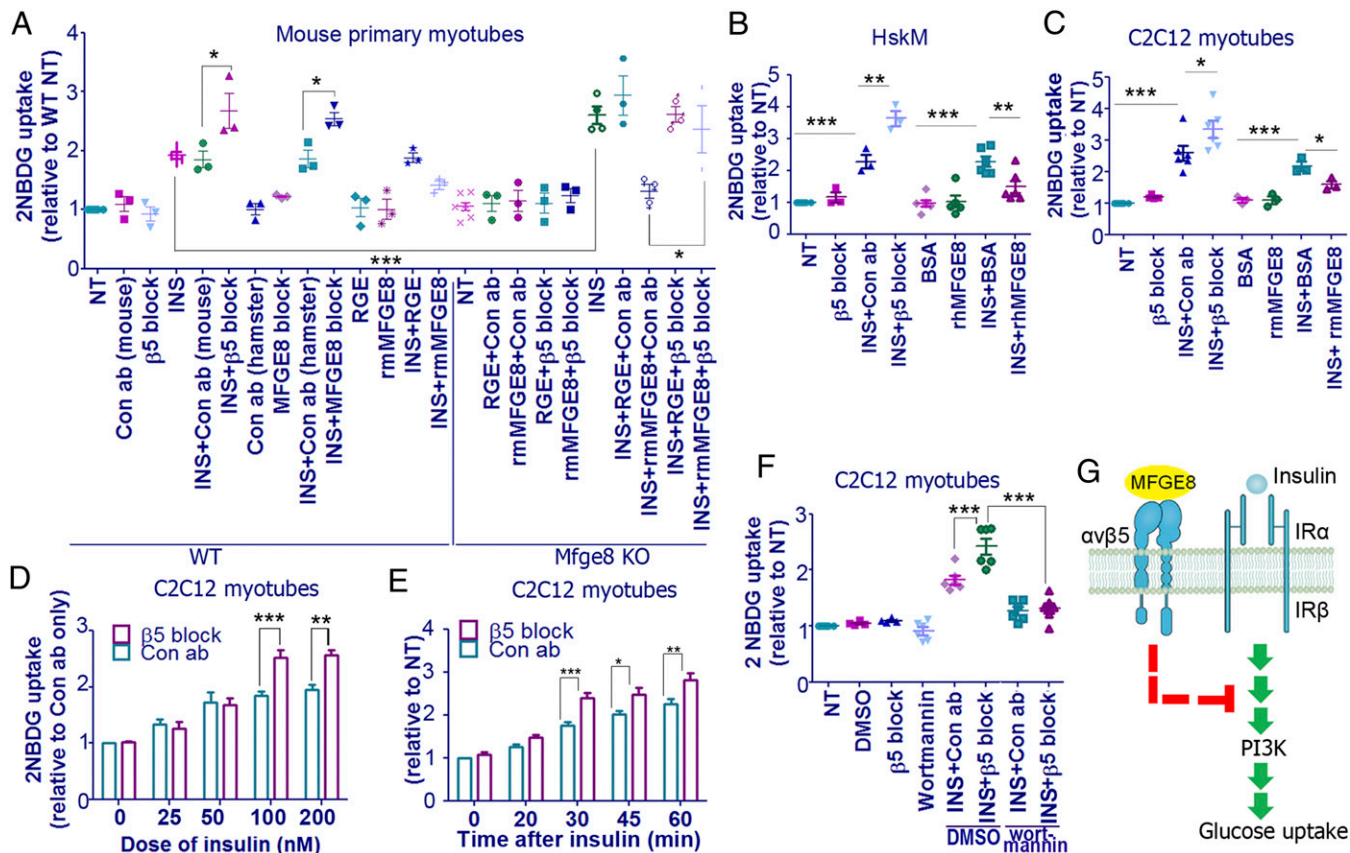 A
Mouse primary myotubes
2NBDG uptake
(relative to WT NT)
4
3
2
1
0
*
*
***
*
NT
Con ab (mouse)
β5 block
INS
INS+Con ab (mouse)
INS+β5 block
Con ab (hamster)
MFGE8 block
INS+Con ab (hamster)
INS+MFGE8 block
RGE
rmMFGE8
INS+RGE
INS+rmMFGE8
NT
RGE+Con ab
rmMFGE8+Con ab
RGE+β5 block
rmMFGE8+β5 block
INS
INS+RGE+Con ab
INS+rmMFGE8+Con ab
INS+RGE+β5 block
INS+rmMFGE8+β5 block
WT
Mfge8 KO
B
HskM
2NBDG uptake
(relative to NT)
5
4
3
2
1
0
***
**
***
**
NT
β5 block
INS+Con ab
INS+β5 block
BSA
rhMFGE8
INS+BSA
INS+rhMFGE8
C
C2C12 myotubes
2NBDG uptake
(relative to NT)
5
4
3
2
1
0
***
*
***
*
NT
β5 block
INS+Con ab
INS+β5 block
BSA
rmMFGE8
INS+BSA
INS+ rmMFGE8
D
C2C12 myotubes
2NBDG uptake
(relative to Con ab only)
3
2
1
0
β5 block
Con ab
***
**
0 25 50 100 200
Dose of insulin (nM)
E
C2C12 myotubes
(relative to NT)
4
3
2
1
0
β5 block
Con ab
***
*
**
0 20 30 45 60
Time after insulin (min)
F
C2C12 myotubes
2 NBDG uptake
(relative to NT)
3
2
1
0
***
***
NT
DMSO
β5 block
Wortmannin
INS+Con ab
INS+β5 block
INS+Con ab
INS+β5 block
DMSO
wort-
mannin
G
MFGE8
Insulin
αvβ5
IRα
IRβ
PI3K
Glucose uptake